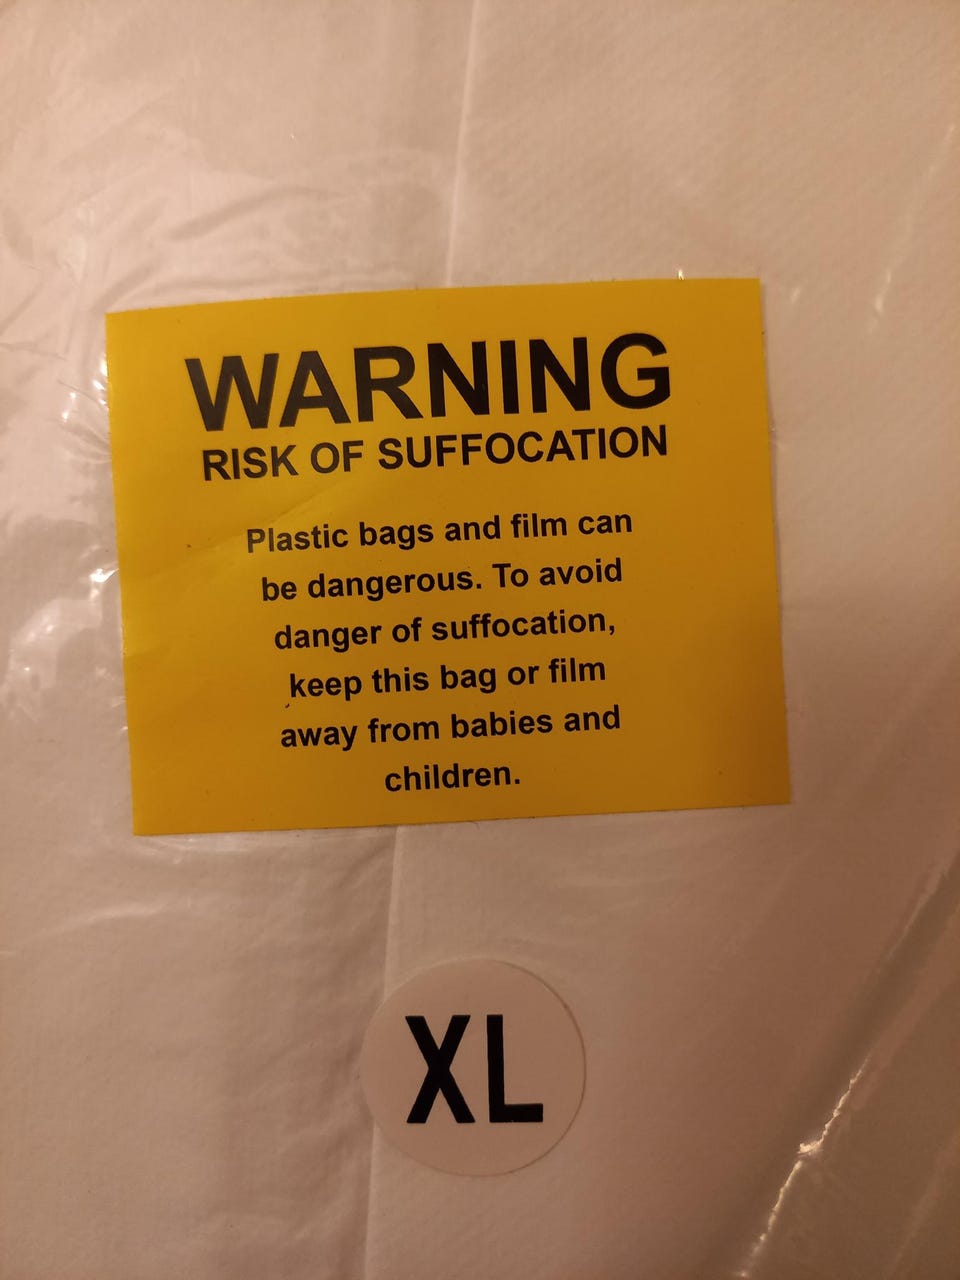 WARNING
RISK OF SUFFOCATION
Plastic bags and film can
be dangerous. To avoid
danger of suffocation,
keep this bag or film
away from babies and
children.
XL